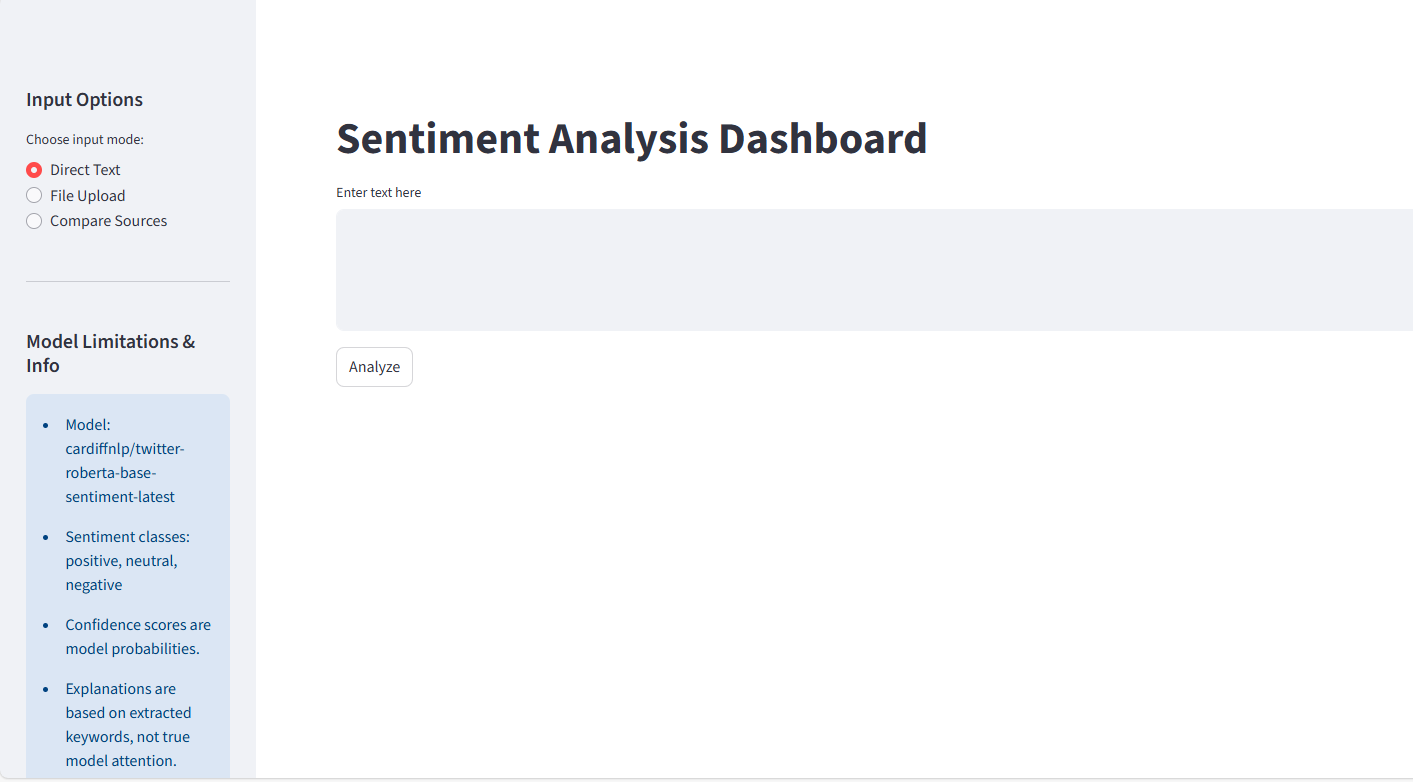 Input Options
Choose input mode:
Direct Text
File Upload
Compare Sources
Model Limitations &
Info
• Model:
cardiffnlp/twitter-
roberta-base-
sentiment-latest
• Sentiment classes:
positive, neutral,
negative
• Confidence scores are
model probabilities.
• Explanations are
based on extracted
keywords, not true
model attention.
Sentiment Analysis Dashboard
Enter text here
Analyze